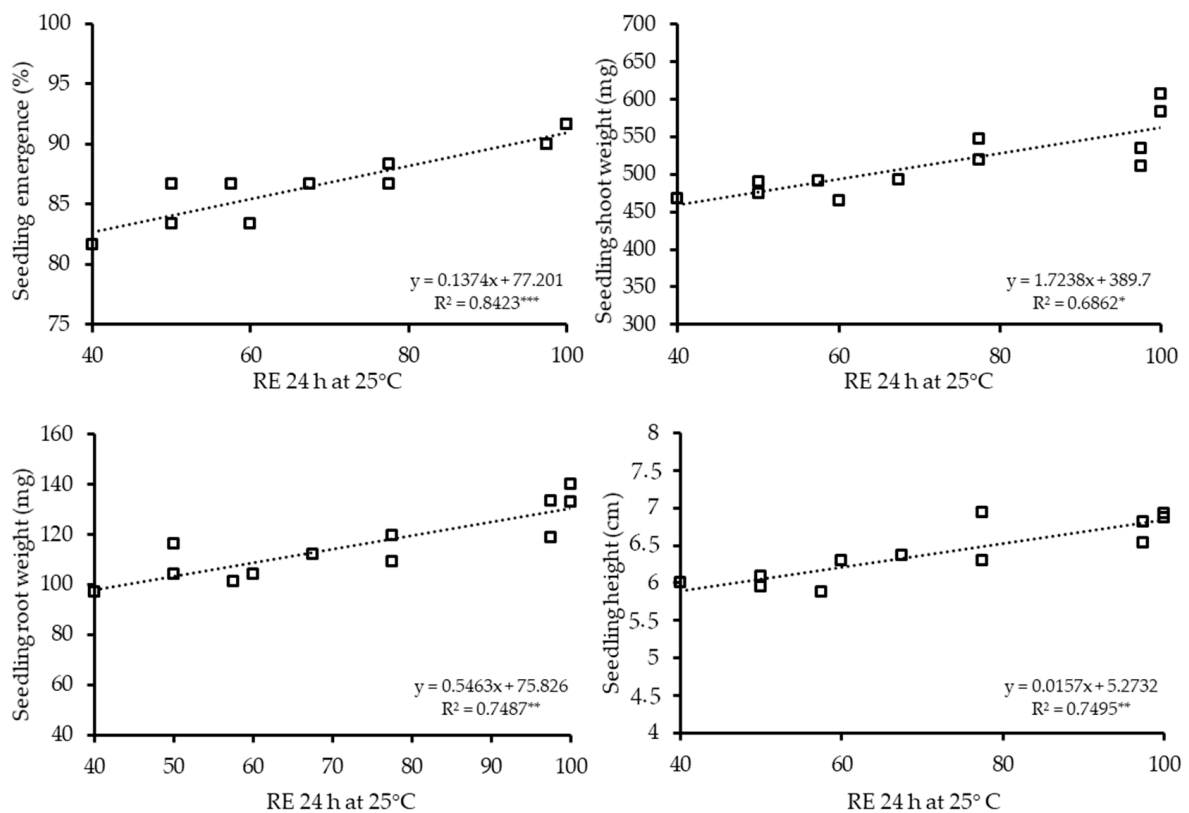 Seedling emergence (%)
100
95
90
85
80
75
y = 0.1374x + 77.201
R² = 0.8423***
40 60 80 100
RE 24 h at 25°C
Seedling shoot weight (mg)
700
650
600
550
500
450
400
350
300
y = 1.7238x + 389.7
R² = 0.6862*
40 60 80 100
RE 24 h at 25°C
Seedling root weight (mg)
160
140
120
100
80
60
40
y = 0.5463x + 75.826
R² = 0.7487**
40 50 60 70 80 90 100
RE 24 h at 25°C
Seedling height (cm)
8
7.5
7
6.5
6
5.5
5
4.5
4
y = 0.0157x + 5.2732
R² = 0.7495**
40 60 80 100
RE 24 h at 25° C